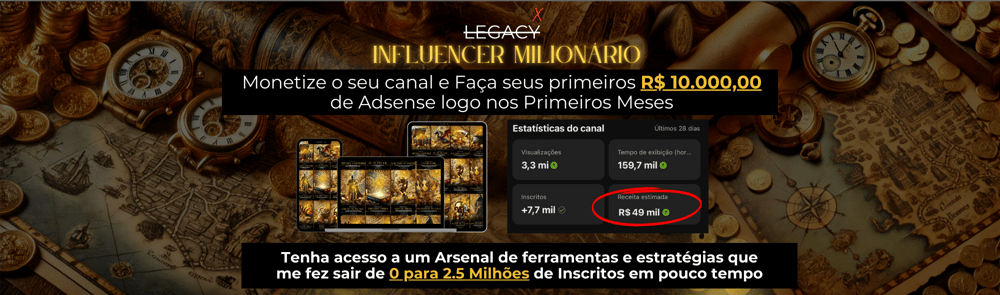 X
LEGACY
INFLUENCER MILIONÁRIO
Monetize o seu canal e Faça seus primeiros R$ 10.000,00
de Adsense logo nos Primeiros Meses
Estatísticas do canal
Últimos 28 dias
Visualizações
3,3 mi
Tempo de exibição (hor...
159,7 mil
Inscritos
+7,7 mil
Receita estimada
R$ 49 mil
Tenha acesso a um Arsenal de ferramentas e estratégias que
me fez sair de 0 para 2.5 Milhões de Inscritos em pouco tempo